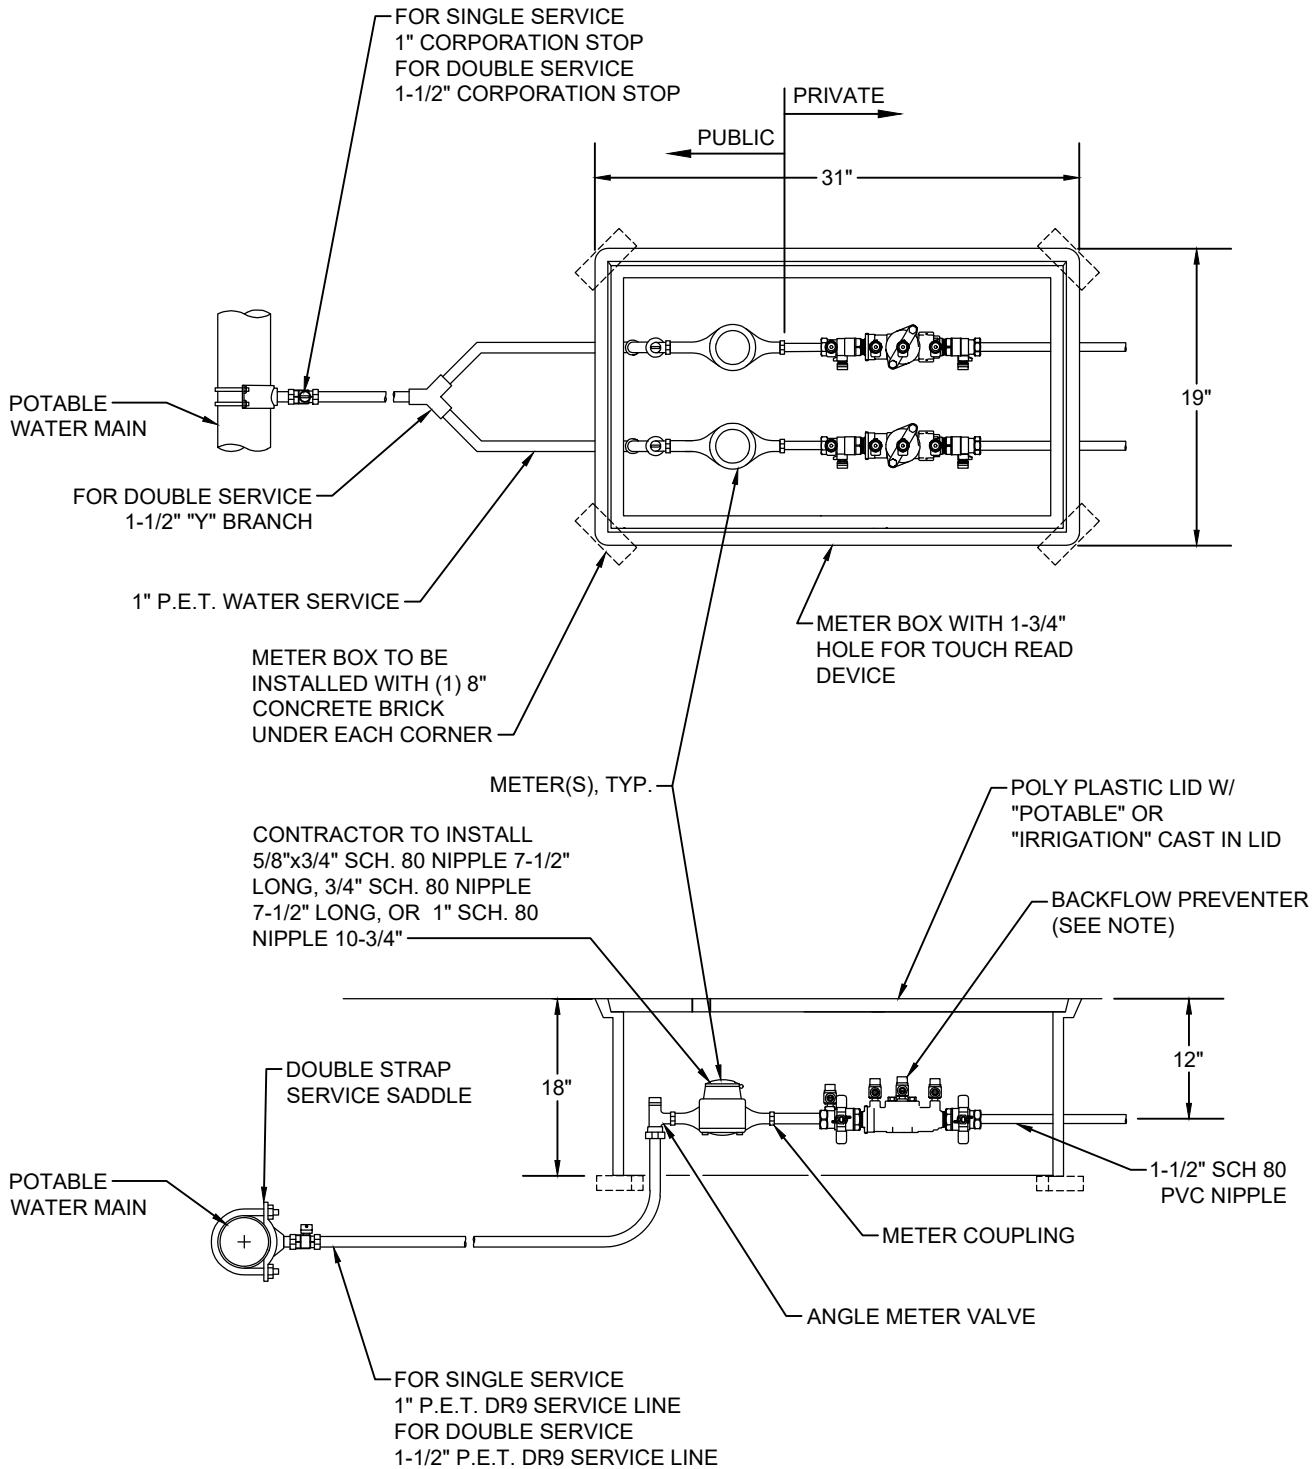 FOR SINGLE SERVICE
1" CORPORATION STOP
FOR DOUBLE SERVICE
1-1/2" CORPORATION STOP
PRIVATE
PUBLIC
31"
19"
POTABLE
WATER MAIN
FOR DOUBLE SERVICE
1-1/2" "Y" BRANCH
1" P.E.T. WATER SERVICE
METER BOX WITH 1-3/4"
HOLE FOR TOUCH READ
DEVICE
METER BOX TO BE
INSTALLED WITH (1) 8"
CONCRETE BRICK
UNDER EACH CORNER
METER(S), TYP.
POLY PLASTIC LID W/
"POTABLE" OR
"IRRIGATION" CAST IN LID
CONTRACTOR TO INSTALL
5/8"x3/4" SCH. 80 NIPPLE 7-1/2"
LONG, 3/4" SCH. 80 NIPPLE
7-1/2" LONG, OR 1" SCH. 80
NIPPLE 10-3/4"
BACKFLOW PREVENTER
(SEE NOTE)
DOUBLE STRAP
SERVICE SADDLE
18"
12"
POTABLE
WATER MAIN
1-1/2" SCH 80
PVC NIPPLE
METER COUPLING
ANGLE METER VALVE
FOR SINGLE SERVICE
1" P.E.T. DR9 SERVICE LINE
FOR DOUBLE SERVICE
1-1/2" P.E.T. DR9 SERVICE LINE